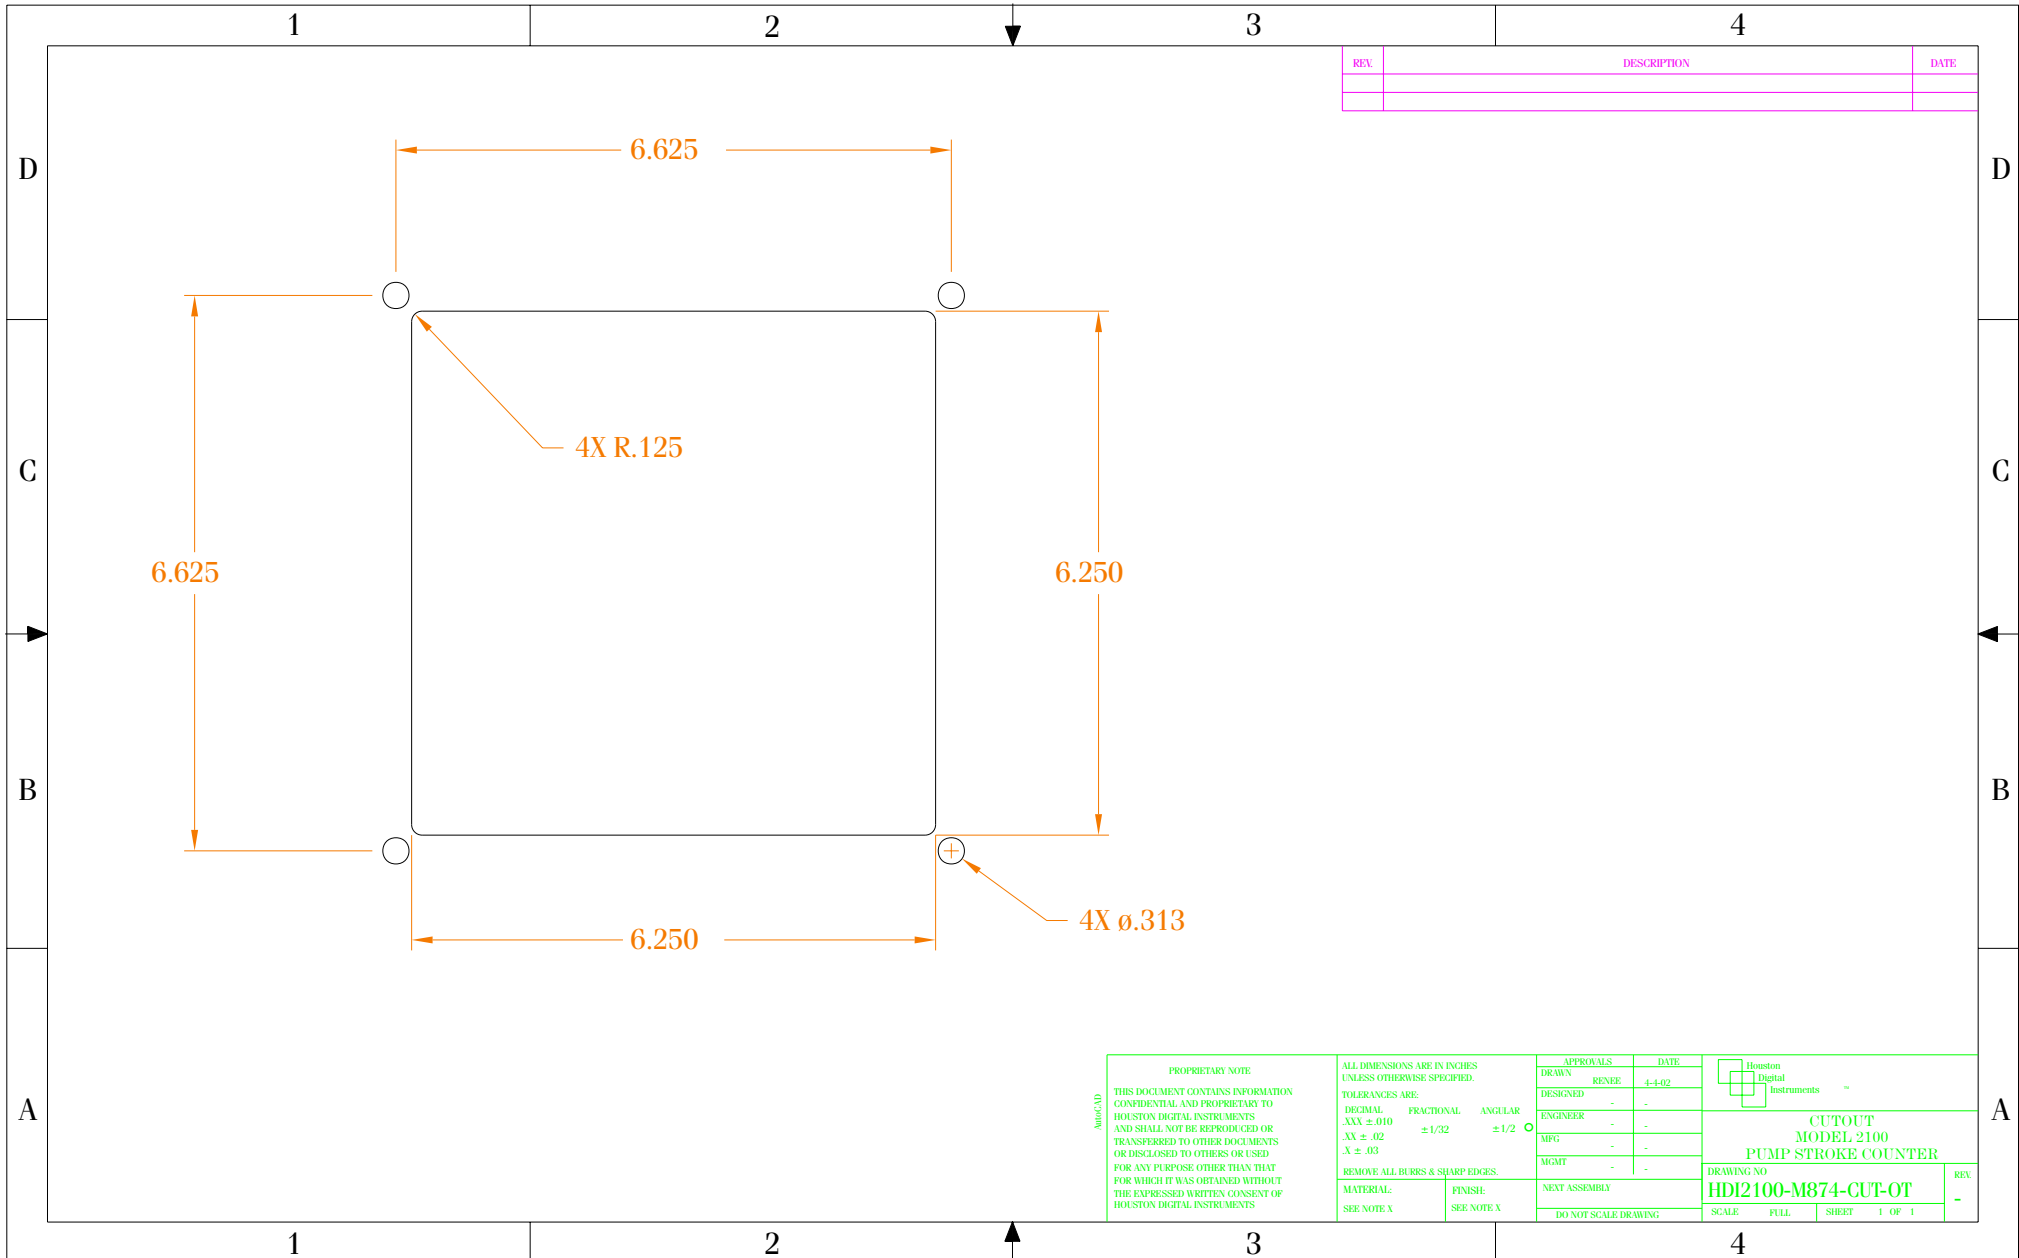 1 2 3 4
REV. DESCRIPTION DATE
D D
6.625
C C
4X R.125
6.625
6.250
B B
4X ø.313
6.250
A A
AutoCAD
PROPRIETARY NOTE
THIS DOCUMENT CONTAINS INFORMATION
CONFIDENTIAL AND PROPRIETARY TO
HOUSTON DIGITAL INSTRUMENTS
AND SHALL NOT BE REPRODUCED OR
TRANSFERRED TO OTHER DOCUMENTS
OR DISCLOSED TO OTHERS OR USED
FOR ANY PURPOSE OTHER THAN THAT
FOR WHICH IT WAS OBTAINED WITHOUT
THE EXPRESSED WRITTEN CONSENT OF
HOUSTON DIGITAL INSTRUMENTS
ALL DIMENSIONS ARE IN INCHES
UNLESS OTHERWISE SPECIFIED.
TOLERANCES ARE:
DECIMAL FRACTIONAL ANGULAR
.XXX ±.010 ±1/32 ±1/2
.XX ± .02
.X ± .03
REMOVE ALL BURRS & SHARP EDGES.
MATERIAL: FINISH:
SEE NOTE X SEE NOTE X
APPROVALS DATE
DRAWN RENEE 4-4-02
DESIGNED - -
ENGINEER - -
MFG - -
MGMT - -
NEXT ASSEMBLY
DO NOT SCALE DRAWING
Houston
Digital
Instruments
CUTOUT
MODEL 2100
PUMP STROKE COUNTER
DRAWING NO REV.
HDI2100-M874-CUT-OT -
SCALE FULL SHEET 1 OF 1
1 2 3 4